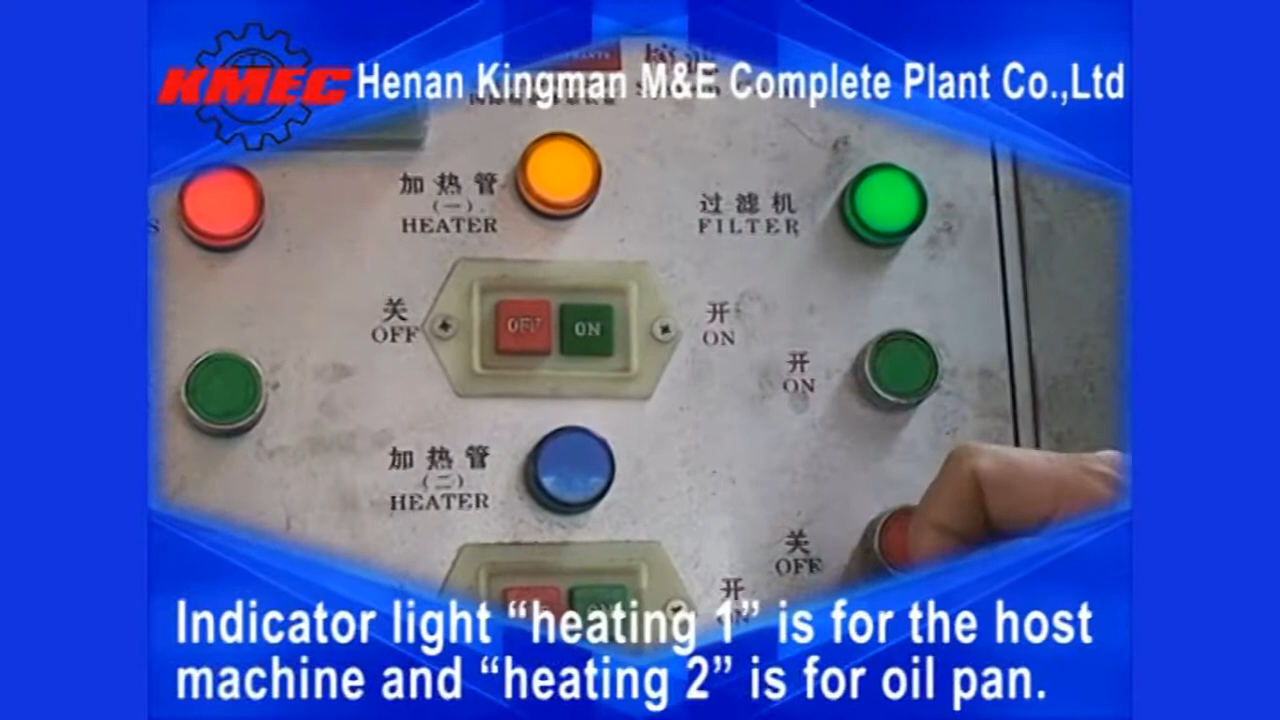 KMEC Henan Kingman M&E Complete Plant Co.,Ltd
S
加热管
(一)
HEATER
过滤机
FILTER
关
OFF
OFF
ON
开
ON
开
ON
加热管
(二)
HEATER
关
OFF
开
ON
ON
Indicator light “heating 1” is for the host
machine and “heating 2” is for oil pan.